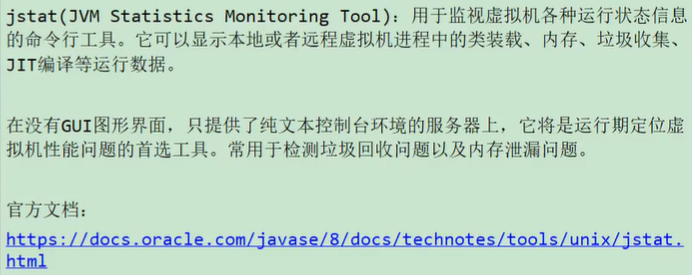 jstat(JVM Statistics Monitoring Tool)：用于监视虚拟机各种运行状态信息
的命令行工具。它可以显示本地或者远程虚拟机进程中的类装载、内存、垃圾收集、
JIT编译等运行数据。
在没有GUI图形界面，只提供了纯文本控制台环境的服务器上，它将是运行期定位虚
拟机性能问题的首选工具。常用于检测垃圾回收问题以及内存泄漏问题。
官方文档：
https://docs.oracle.com/javase/8/docs/technotes/tools/unix/jstat.
html